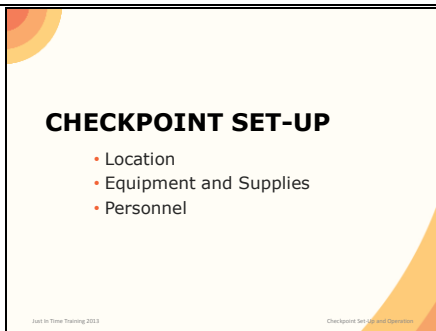 CHECKPOINT SET-UP
• Location
• Equipment and Supplies
• Personnel
Just In Time Training 2013
Checkpoint Set-Up and Operation